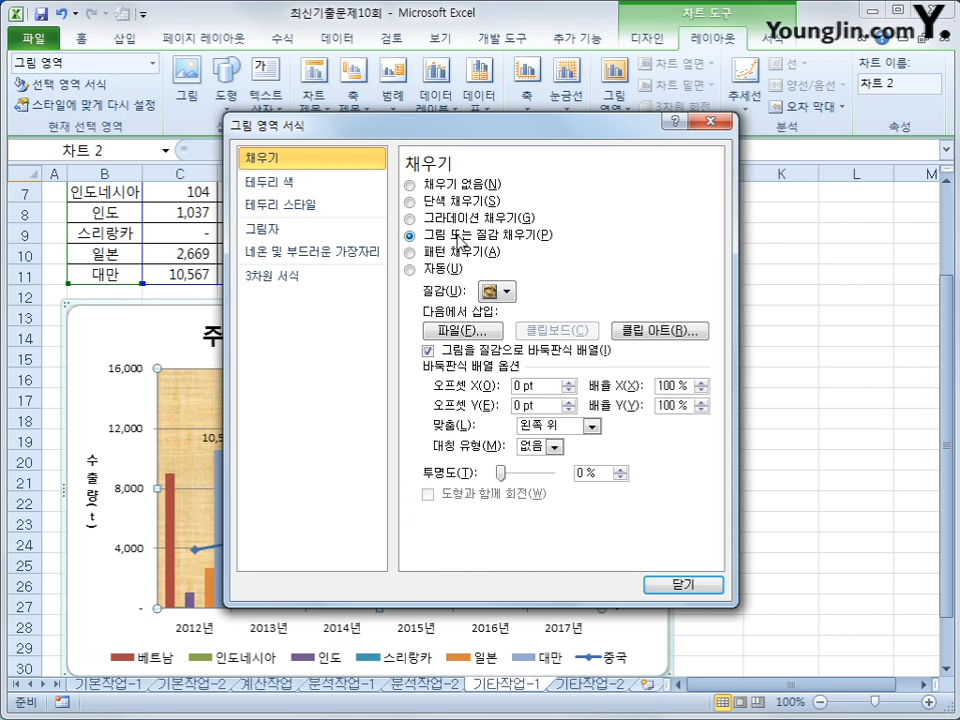 최신기출문제10회 - Microsoft Excel
차트 도구
Younglin.com Y.
파일 홈 삽입 페이지 레이아웃 수식 데이터 검토 보기 개발 도구 추가 기능 디자인 레이아웃 서식
그림 영역
선택 영역 서식
스타일에 맞게 다시 설정
현재 선택 영역
그림 도형 텍스트 차트 축 범례 데이터 데이터 축 눈금선 그림 추세선
상자 제목 제목 레이블 표 영역
차트 옆면
차트 밑면
3차원 회전
선
양선/음선
오차 막대
분석
차트 이름:
차트 2
속성
차트 2
A B C K L M
7 인도네시아 104
8 인도 1,037
9 스리랑카 -
10 일본 2,669
11 대만 10,567
12
13
14
15
16
17
18
19
20
21
22
23
24
25
26
27
28
29
30
그림 영역 서식
채우기
테두리 색
테두리 스타일
그림자
네온 및 부드러운 가장자리
3차원 서식
채우기
채우기 없음(N)
단색 채우기(S)
그라데이션 채우기(G)
그림 또는 질감 채우기(P)
패턴 채우기(A)
자동(U)
질감(U):
다음에서 삽입:
파일(F)... 클립보드(C) 클립 아트(R)...
그림을 질감으로 바둑판식 배열(I)
바둑판식 배열 옵션
오프셋 X(O): 0 pt 배율 X(X): 100 %
오프셋 Y(E): 0 pt 배율 Y(Y): 100 %
맞춤(L): 왼쪽 위
대칭 유형(M): 없음
투명도(T): 0 %
도형과 함께 회전(W)
닫기
주
16,000
12,000
8,000
4,000
-
수출량(t)
10,5
2012년 2013년 2014년 2015년 2016년 2017년
베트남 인도네시아 인도 스리랑카 일본 대만 중국
기본작업-1 기본작업-2 계산작업 분석작업-1 분석작업-2 기타작업-1 기타작업-2
준비
100%